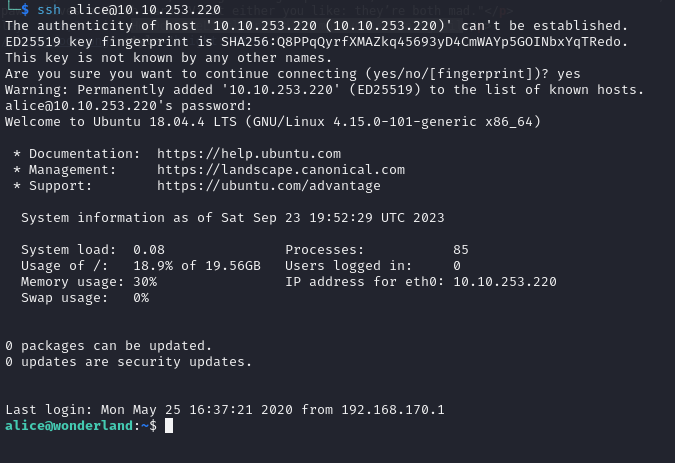 either you like: they're both mad."</p>
└─$ ssh alice@10.10.253.220
The authenticity of host '10.10.253.220 (10.10.253.220)' can't be established.
ED25519 key fingerprint is SHA256:Q8PPqQyrfXMAZkq45693yD4CmWAYp5GOINbxYqTRedo.
This key is not known by any other names.
Are you sure you want to continue connecting (yes/no/[fingerprint])? yes
Warning: Permanently added '10.10.253.220' (ED25519) to the list of known hosts.
alice@10.10.253.220's password:
Welcome to Ubuntu 18.04.4 LTS (GNU/Linux 4.15.0-101-generic x86_64)
* Documentation:  https://help.ubuntu.com
* Management:     https://landscape.canonical.com
* Support:        https://ubuntu.com/advantage
System information as of Sat Sep 23 19:52:29 UTC 2023
System load:  0.08               Processes:           85
Usage of /:   18.9% of 19.56GB   Users logged in:     0
Memory usage: 30%                IP address for eth0: 10.10.253.220
Swap usage:   0%
0 packages can be updated.
0 updates are security updates.
Last login: Mon May 25 16:37:21 2020 from 192.168.170.1
alice@wonderland:~$